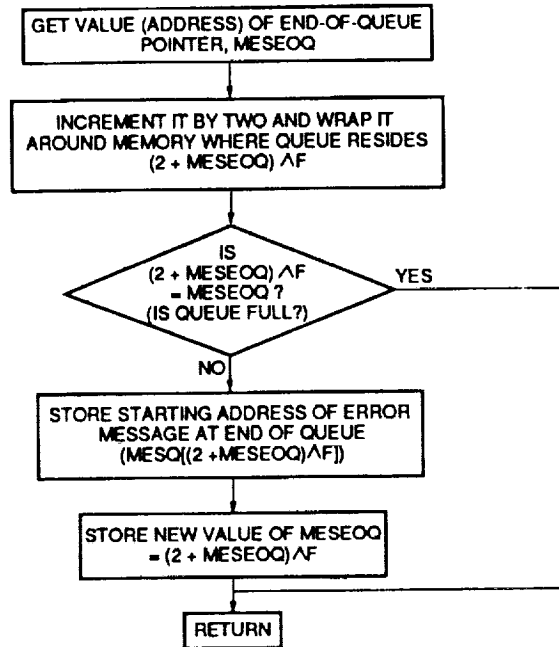 GET VALUE (ADDRESS) OF END-OF-QUEUE
POINTER, MESEOQ
INCREMENT IT BY TWO AND WRAP IT
AROUND MEMORY WHERE QUEUE RESIDES
(2 + MESEOQ) ^F
IS
(2 + MESEOQ) ^F
= MESEOQ ?
(IS QUEUE FULL?)
YES
NO
STORE STARTING ADDRESS OF ERROR
MESSAGE AT END OF QUEUE
(MESQ[(2 +MESEOQ)^F])
STORE NEW VALUE OF MESEOQ
= (2 + MESEOQ)^F
RETURN